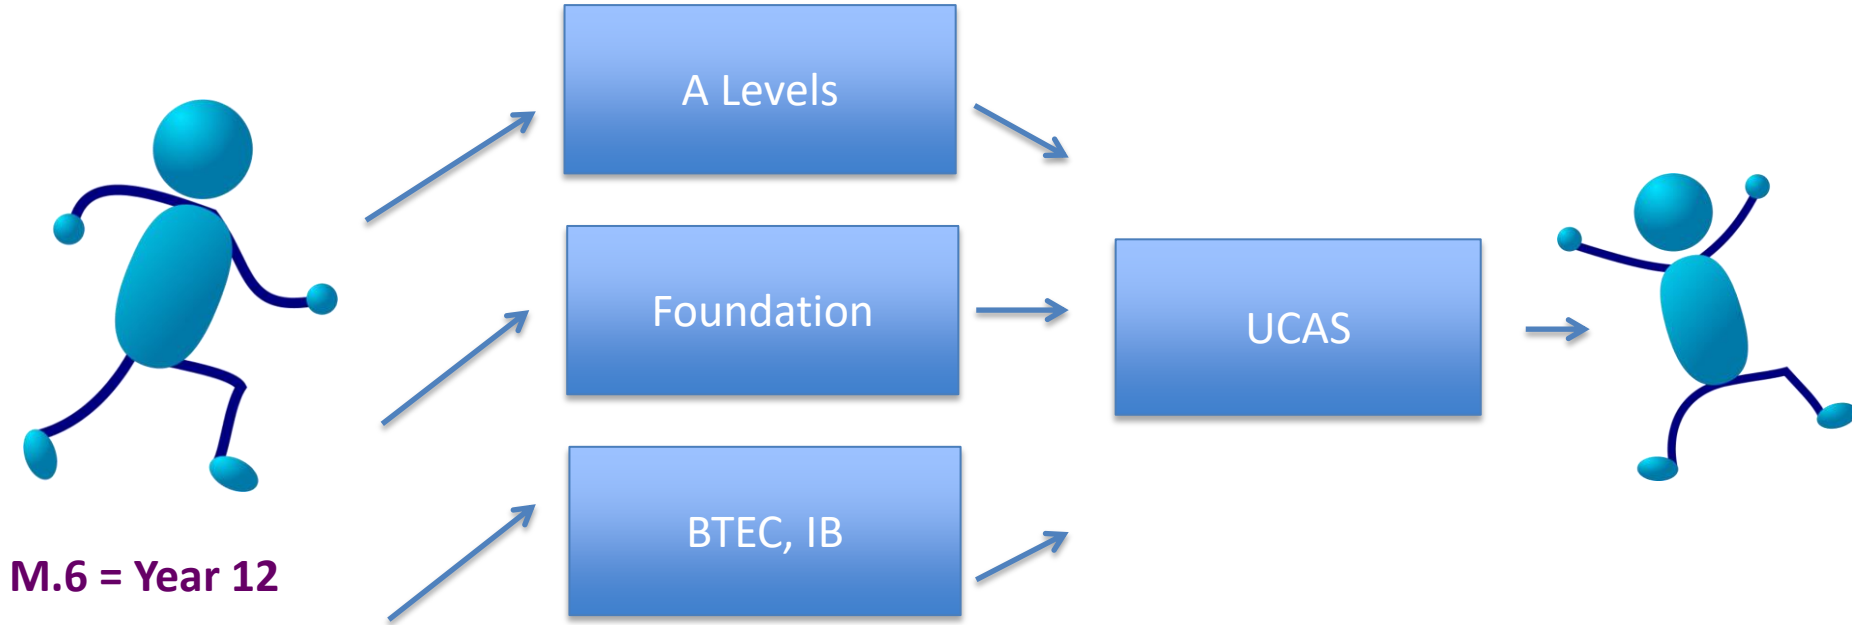 A Levels
Foundation
UCAS
BTEC, IB
M.6 = Year 12